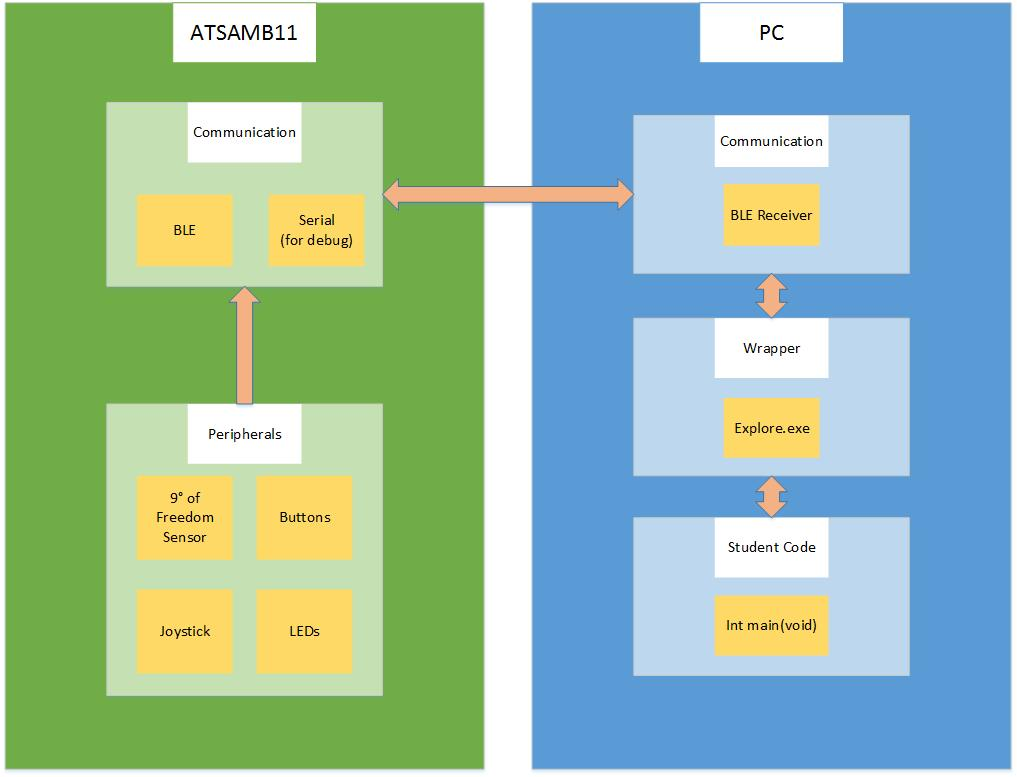 ATSAMB11
Communication
BLE
Serial
(for debug)
Peripherals
9° of
Freedom
Sensor
Buttons
Joystick
LEDs
PC
Communication
BLE Receiver
Wrapper
Explore.exe
Student Code
Int main(void)